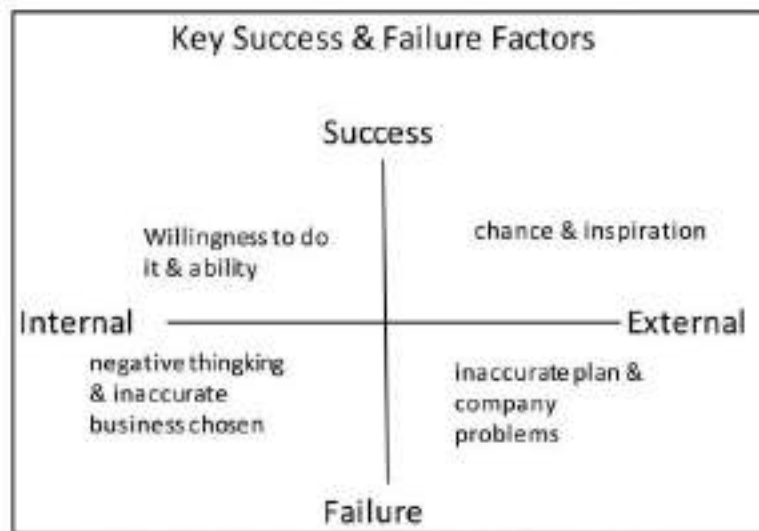 Key Success & Failure Factors
Success
Willingness to do
it & ability
chance & inspiration
Internal
External
negative thingking
& inaccurate
business chosen
inaccurate plan &
company
problems
Failure